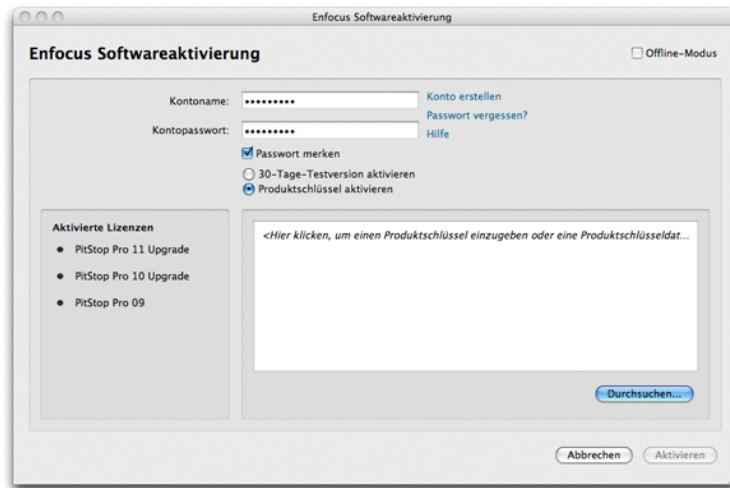 Enfocus Softwareaktivierung
Enfocus Softwareaktivierung
Offline-Modus
Kontoname: •••••••••
Konto erstellen
Passwort vergessen?
Kontopasswort: •••••••••
Hilfe
Passwort merken
30-Tage-Testversion aktivieren
Produktschlüssel aktivieren
Aktivierte Lizenzen
• PitStop Pro 11 Upgrade
• PitStop Pro 10 Upgrade
• PitStop Pro 09
<Hier klicken, um einen Produktschlüssel einzugeben oder eine Produktschlüsseldat...
Durchsuchen...
Abbrechen
Aktivieren